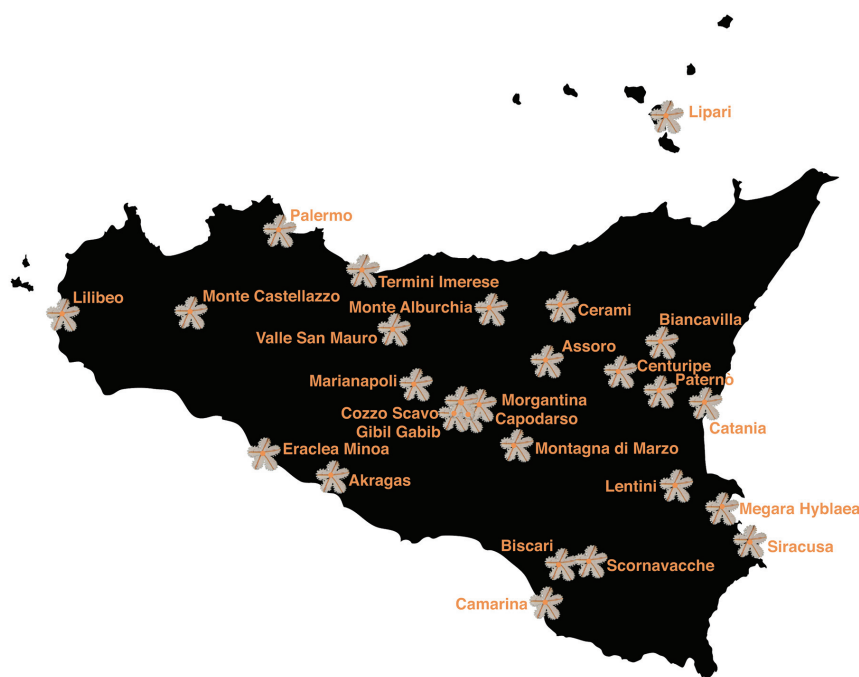 Lipari
Palermo
Termini Imerese
Lilibeo
Monte Castellazzo
Monte Alburchia
Cerami
Biancavilla
Valle San Mauro
Assoro
Centuripe
Marianapoli
Paternò
Morgantina
Cozzo Scavo
Capodarso
Catania
Gibil Gabib
Eraclea Minoa
Montagna di Marzo
Akragas
Lentini
Megara Hyblaea
Siracusa
Biscari
Scornavacche
Camarina